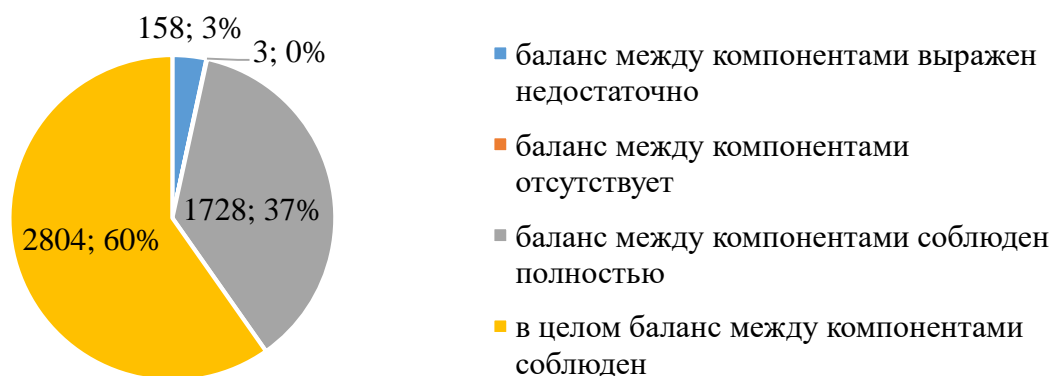 158; 3%
3; 0%
1728; 37%
2804; 60%
баланс между компонентами выражен
недостаточно
баланс между компонентами
отсутствует
баланс между компонентами соблюден
полностью
в целом баланс между компонентами
соблюден